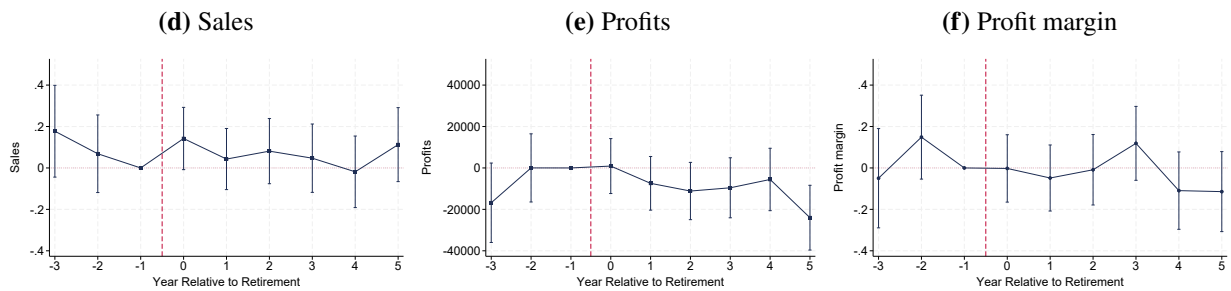 (d) Sales
(e) Profits
(f) Profit margin
Sales
.4
.2
0
-.2
-.4
-3 -2 -1 0 1 2 3 4 5
Year Relative to Retirement
Profits
40000
20000
0
-20000
-40000
-3 -2 -1 0 1 2 3 4 5
Year Relative to Retirement
Profit margin
.4
.2
0
-.2
-.4
-3 -2 -1 0 1 2 3 4 5
Year Relative to Retirement